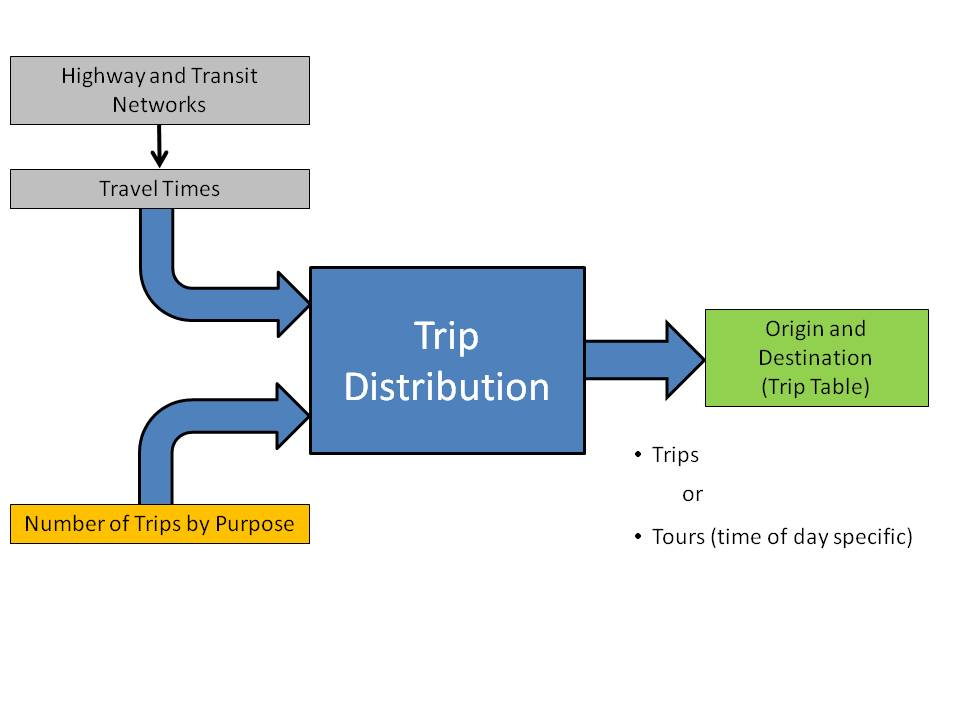 Highway and Transit
Networks
Travel Times
Trip
Distribution
Origin and
Destination
(Trip Table)
• Trips
or
• Tours (time of day specific)
Number of Trips by Purpose